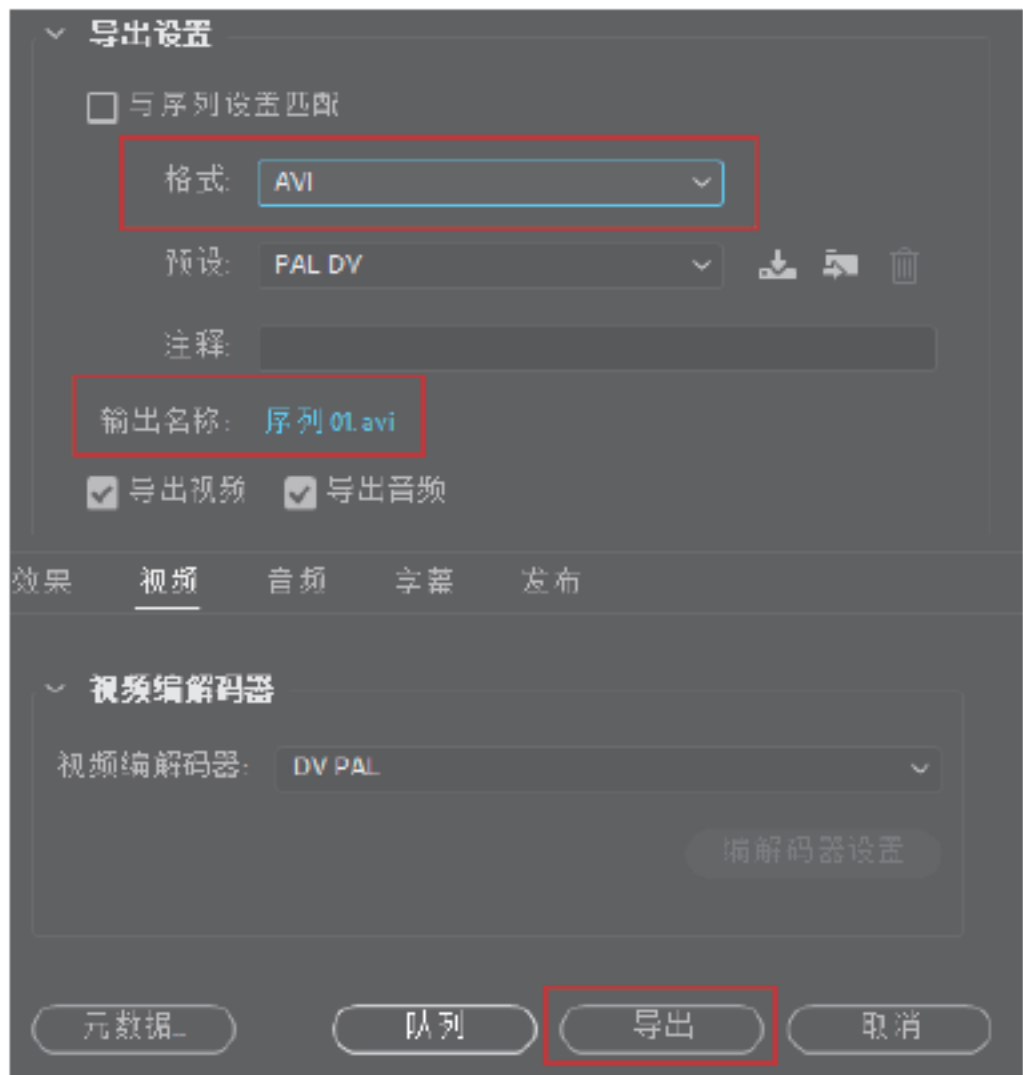 导出设置
与序列设置匹配
格式: AVI
预设: PAL DV
注释:
输出名称: 序列 01.avi
导出视频 导出音频
效果 视频 音频 字幕 发布
视频编解码器
视频编解码器: DV PAL
编解码器设置
元数据... 队列 导出 取消